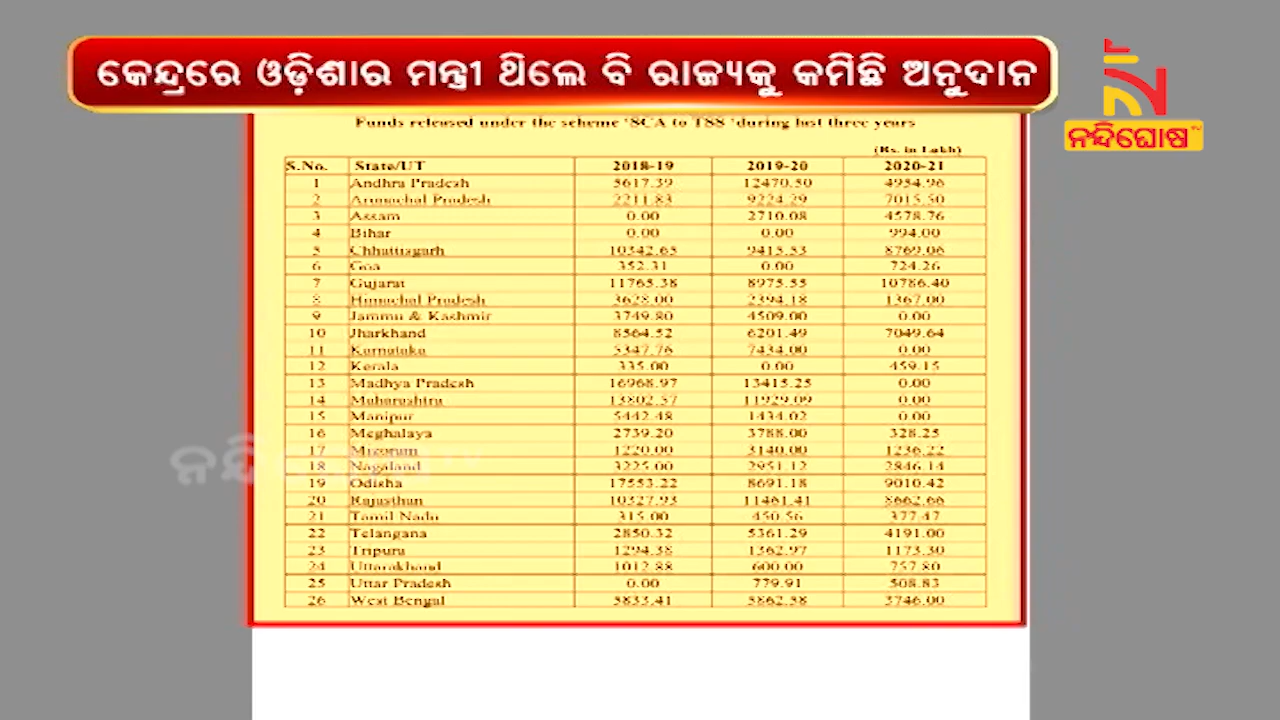 କେନ୍ଦ୍ରରେ ଓଡ଼ିଶାର ମନ୍ତ୍ରୀ ଥିଲେ ବି ରାଜ୍ୟକୁ କମିଛି ଅନୁଦାନ
ନନ୍ଦିଘୋଷ TV
Funds released under the scheme 'SCA to TSS 'during last three years
(Rs. in Lakh)
S.No. State/UT 2018-19 2019-20 2020-21
1 Andhra Pradesh 5617.39 12470.50 4954.96
2 Arunachal Pradesh 2211.83 9224.29 7015.50
3 Assam 0.00 2710.08 4578.76
4 Bihar 0.00 0.00 994.00
5 Chhattisgarh 10342.65 9415.53 8769.06
6 Goa 352.31 0.00 724.26
7 Gujarat 11765.38 8975.55 10786.40
8 Himachal Pradesh 3628.00 2394.18 1367.00
9 Jammu & Kashmir 3749.80 4509.00 0.00
10 Jharkhand 8564.52 6201.49 7049.64
11 Karnataka 5347.76 7434.00 0.00
12 Kerala 335.00 0.00 459.15
13 Madhya Pradesh 16968.97 13415.25 0.00
14 Maharashtra 13802.57 11929.09 0.00
15 Manipur 5442.48 1434.02 0.00
16 Meghalaya 2739.20 3788.00 328.25
17 Mizoram 1220.00 3140.00 1236.22
18 Nagaland 3225.00 2951.12 2846.14
19 Odisha 17553.22 8691.18 9010.42
20 Rajasthan 10327.93 11461.41 8662.66
21 Tamil Nadu 315.00 450.56 377.47
22 Telangana 2850.32 5361.29 4191.00
23 Tripura 1294.38 1362.97 1173.30
24 Uttarakhand 1012.88 600.00 757.80
25 Uttar Pradesh 0.00 779.91 508.83
26 West Bengal 5833.41 5862.58 3746.00